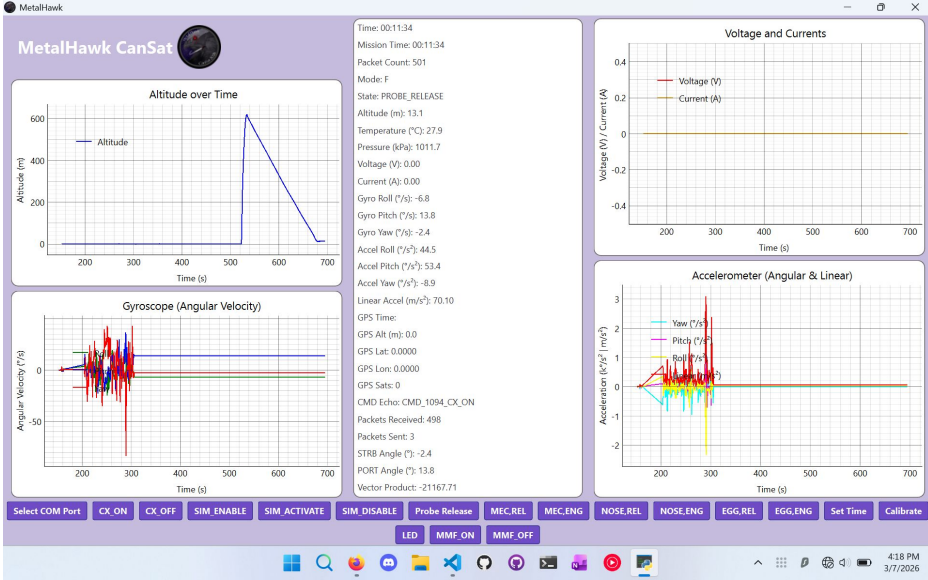 MetalHawk
MetalHawk CanSat
Altitude over Time
Altitude
Altitude (m)
600
400
200
0
200 300 400 500 600 700
Time (s)
Gyroscope (Angular Velocity)
Angular Velocity (°/s)
0
-50
200 300 400 500 600 700
Time (s)
Time: 00:11:34
Mission Time: 00:11:34
Packet Count: 501
Mode: F
State: PROBE_RELEASE
Altitude (m): 13.1
Temperature (°C): 27.9
Pressure (kPa): 1011.7
Voltage (V): 0.00
Current (A): 0.00
Gyro Roll (°/s): -6.8
Gyro Pitch (°/s): 13.8
Gyro Yaw (°/s): -2.4
Accel Roll (°/s²): 44.5
Accel Pitch (°/s²): 53.4
Accel Yaw (°/s²): -8.9
Linear Accel (m/s²): 70.10
GPS Time:
GPS Alt (m): 0.0
GPS Lat: 0.0000
GPS Lon: 0.0000
GPS Sats: 0
CMD Echo: CMD_1094_CX_ON
Packets Received: 498
Packets Sent: 3
STRB Angle (°): -2.4
PORT Angle (°): 13.8
Vector Product: -21167.71
Voltage and Currents
Voltage (V)
Current (A)
Voltage (V) / Current (A)
0.4
0.2
0
-0.2
-0.4
200 300 400 500 600 700
Time (s)
Accelerometer (Angular & Linear)
Yaw (°/s²)
Pitch (°/s²)
Roll (°/s²)
Acceleration (k°/s² | m/s²)
3
2
1
0
-1
-2
200 300 400 500 600 700
Time (s)
Select COM Port CX_ON CX_OFF SIM_ENABLE SIM_ACTIVATE SIM_DISABLE Probe Release MEC,REL MEC,ENG NOSE,REL NOSE,ENG EGG,REL EGG,ENG Set Time Calibrate
LED MMF_ON MMF_OFF
4:18 PM
3/7/2026